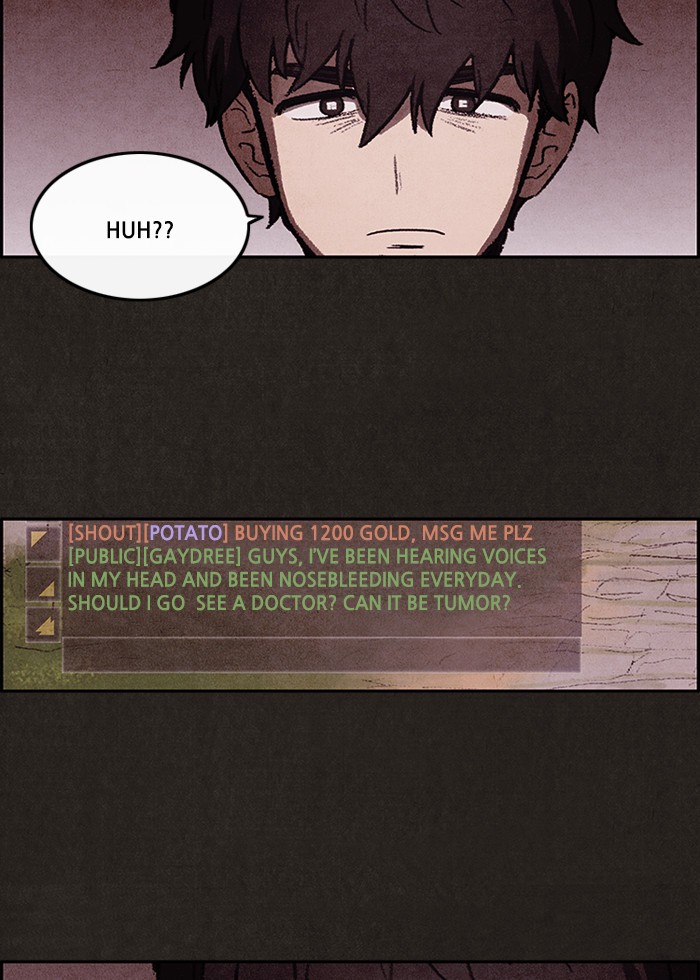 HUH??
[SHOUT][POTATO] BUYING 1200 GOLD, MSG ME PLZ
[PUBLIC][GAYDREE] GUYS, I'VE BEEN HEARING VOICES
IN MY HEAD AND BEEN NOSEBLEEDING EVERYDAY.
SHOULD I GO SEE A DOCTOR? CAN IT BE TUMOR?